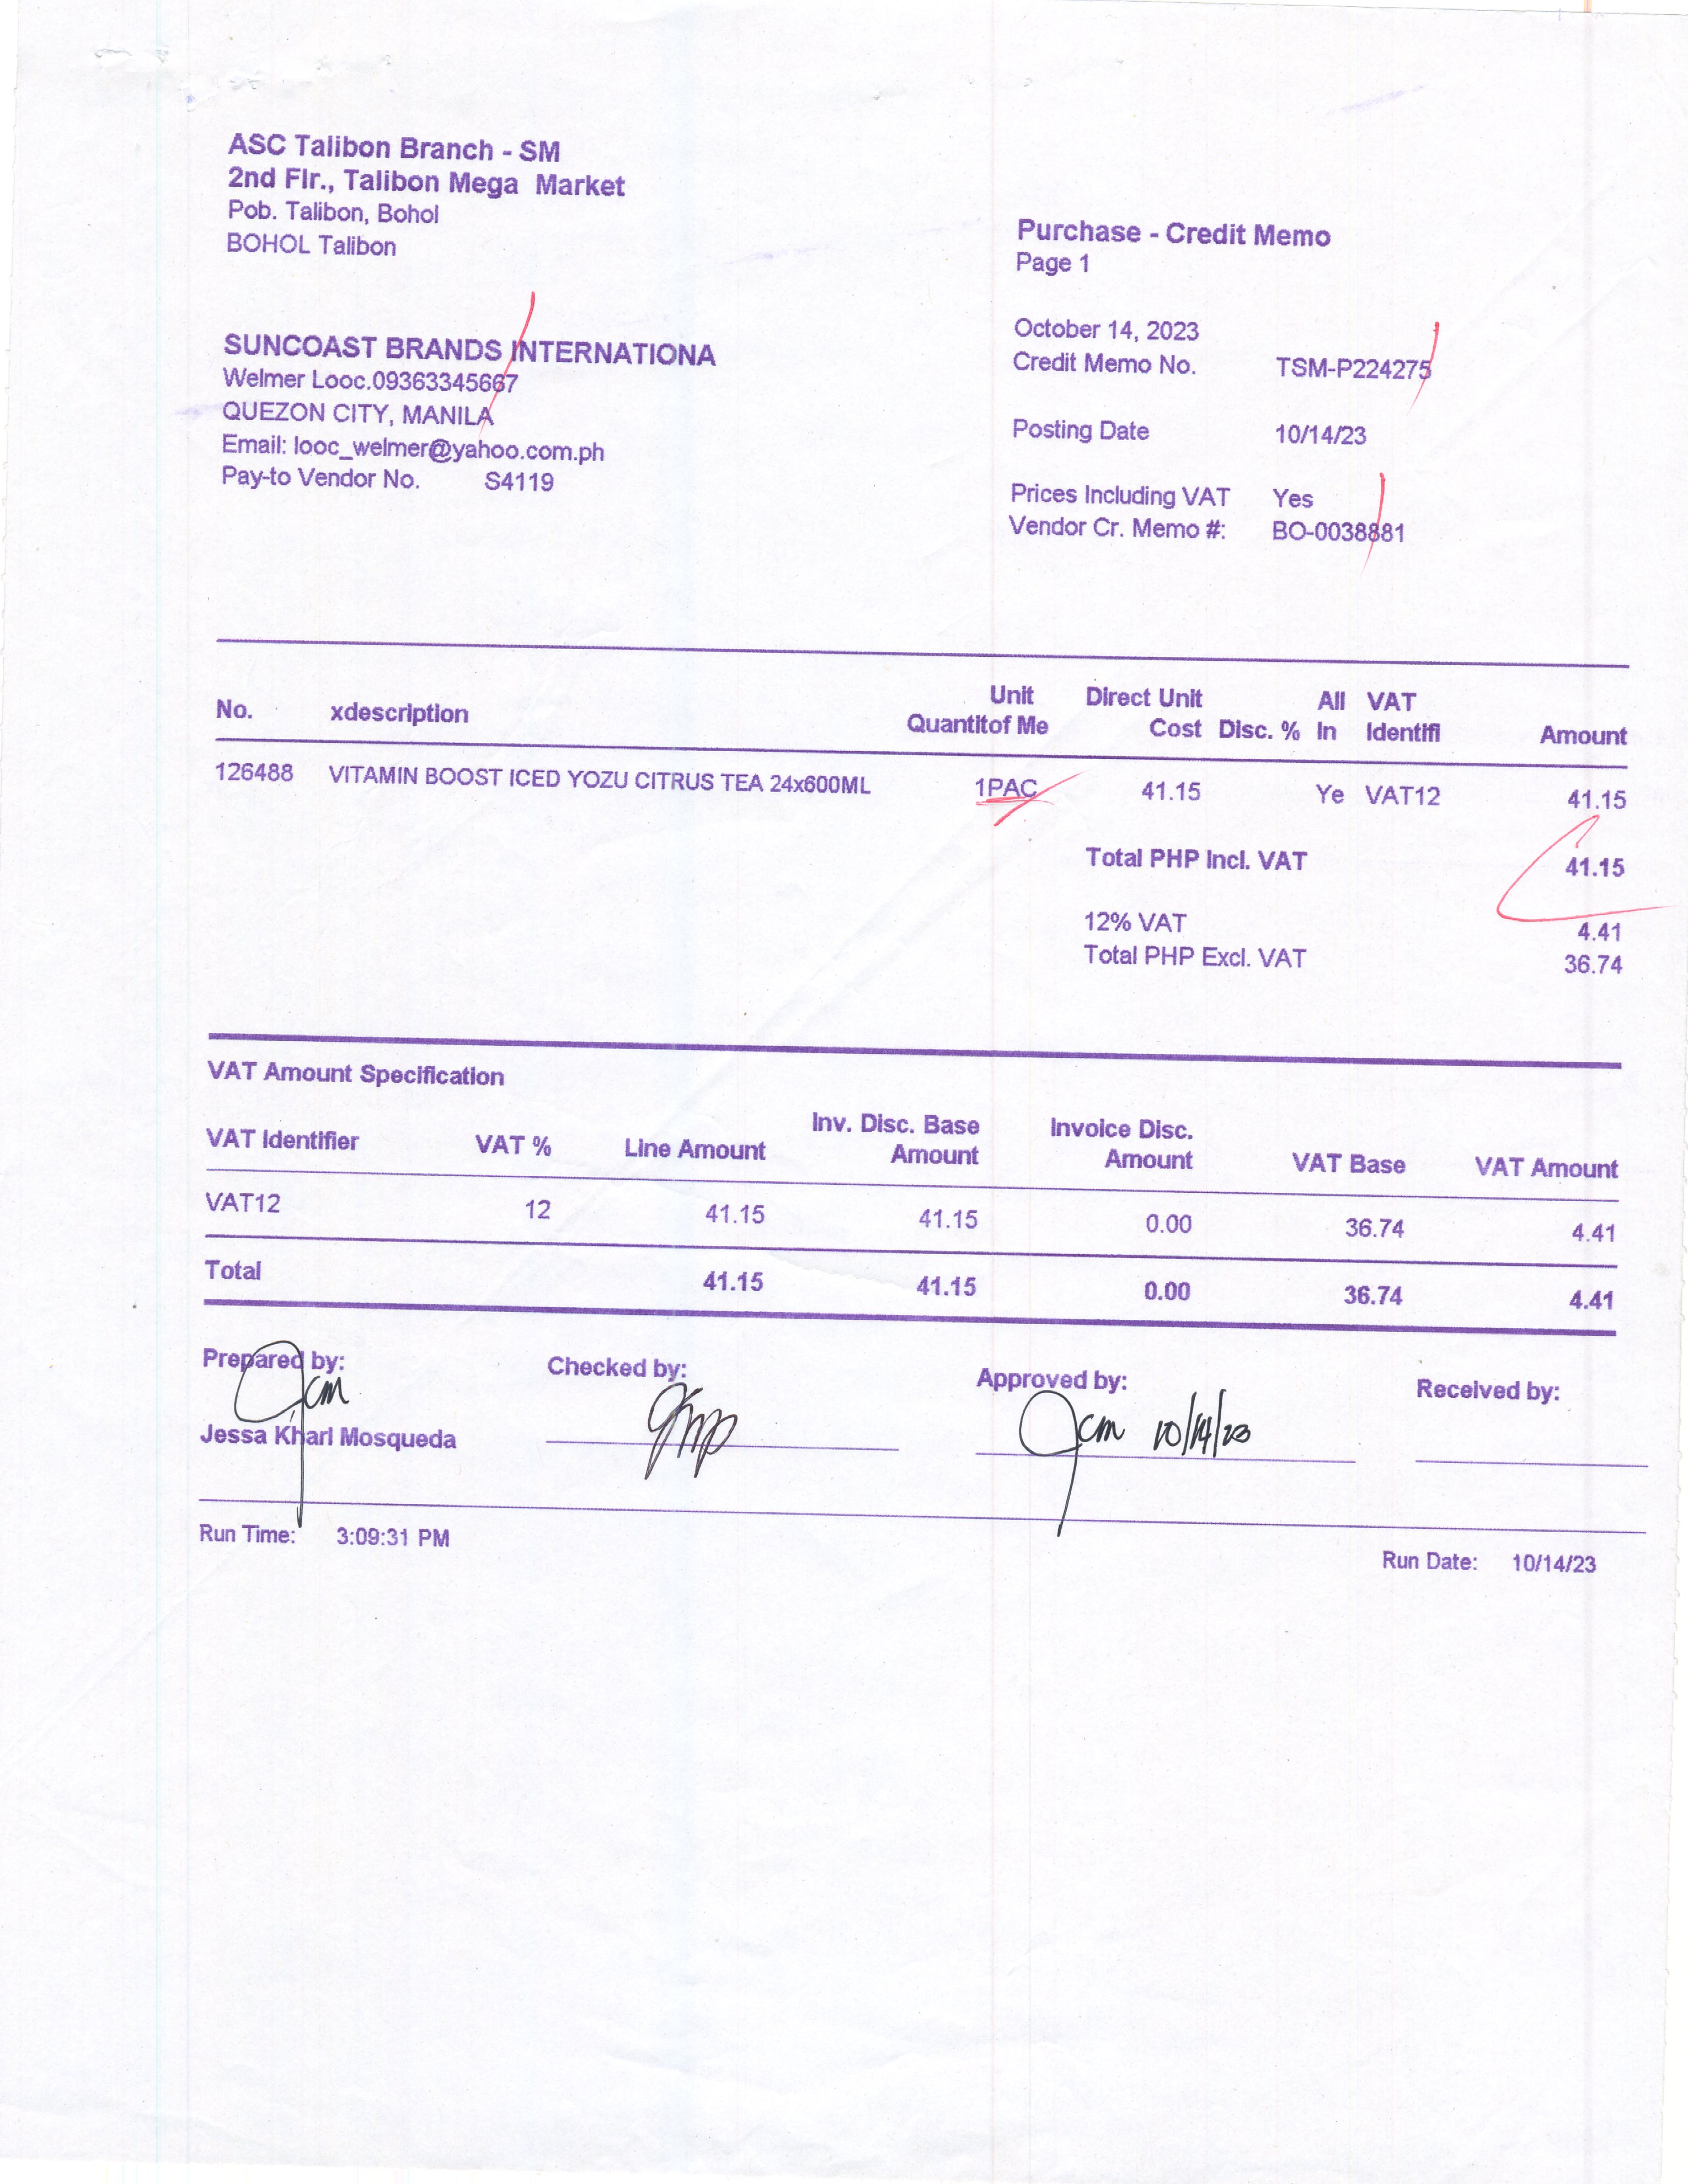 ASC Talibon Branch - SM
2nd Flr., Talibon Mega Market
Pob. Talibon, Bohol
BOHOL Talibon
Purchase - Credit Memo
Page 1
SUNCOAST BRANDS INTERNATIONA
Welmer Looc.09363345667
QUEZON CITY, MANILA
Email: looc_welmer@yahoo.com.ph
Pay-to Vendor No. S4119
October 14, 2023
Credit Memo No. TSM-P224275
Posting Date 10/14/23
Prices Including VAT Yes
Vendor Cr. Memo #: BO-0038881
No. xdescription Quantit Unit of Me Direct Unit Cost Disc. % All In VAT Identifi Amount
126488 VITAMIN BOOST ICED YOZU CITRUS TEA 24x600ML 1PAC 41.15 Ye VAT12 41.15
Total PHP Incl. VAT 41.15
12% VAT 4.41
Total PHP Excl. VAT 36.74
VAT Amount Specification
VAT Identifier VAT % Line Amount Inv. Disc. Base Amount Invoice Disc. Amount VAT Base VAT Amount
VAT12 12 41.15 41.15 0.00 36.74 4.41
Total 41.15 41.15 0.00 36.74 4.41
Prepared by: Checked by: Approved by: Received by:
Jcm Jcm 10/14/23
Jessa Kharl Mosqueda
Run Time: 3:09:31 PM
Run Date: 10/14/23